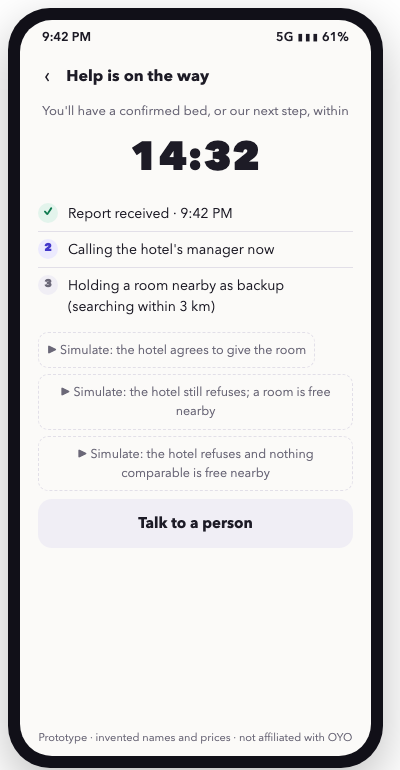 9:42 PM 5G 61%
Help is on the way
You'll have a confirmed bed, or our next step, within
14:32
Report received · 9:42 PM
2 Calling the hotel's manager now
3 Holding a room nearby as backup
(searching within 3 km)
Simulate: the hotel agrees to give the room
Simulate: the hotel still refuses; a room is free
nearby
Simulate: the hotel refuses and nothing
comparable is free nearby
Talk to a person
Prototype · invented names and prices · not affiliated with OYO